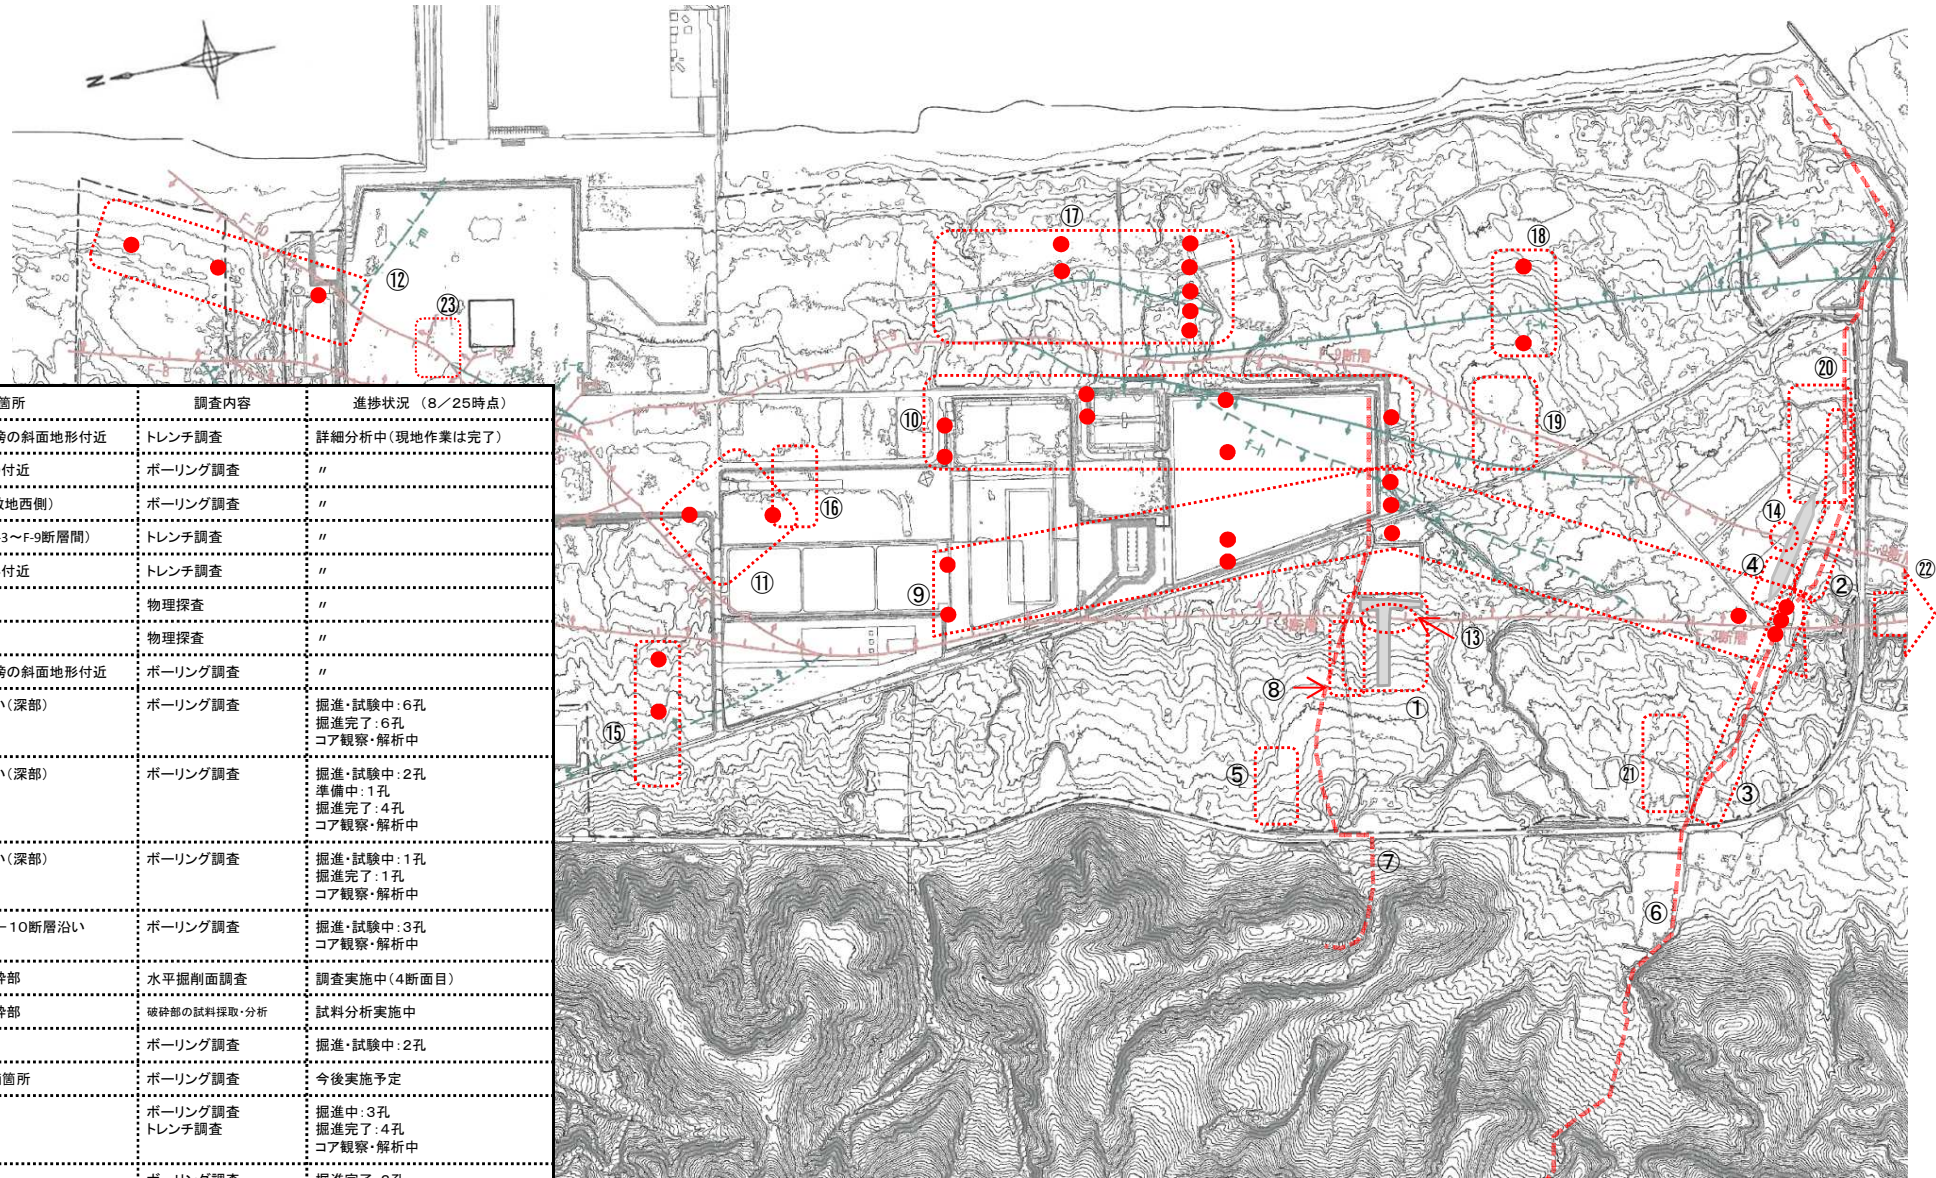 N
F-10
f-m
⑫
㉓
⑰
⑱
F-8
F-9
f-k
f-o
F-9断層
⑳
箇所
調査内容
進捗状況 (8/25時点)
旁の斜面地形付近
トレンチ調査
詳細分析中(現地作業は完了)
付近
ボーリング調査
〃
敷地西側)
ボーリング調査
〃
-3~F-9断層間)
トレンチ調査
〃
付近
トレンチ調査
〃
物理探査
〃
物理探査
〃
旁の斜面地形付近
ボーリング調査
〃
い(深部)
ボーリング調査
掘進・試験中:6孔
掘進完了:6孔
コア観察・解析中
い(深部)
ボーリング調査
掘進・試験中:2孔
準備中:1孔
掘進完了:4孔
コア観察・解析中
い(深部)
ボーリング調査
掘進・試験中:1孔
掘進完了:1孔
コア観察・解析中
-10断層沿い
ボーリング調査
掘進・試験中:3孔
コア観察・解析中
砕部
水平掘削面調査
調査実施中(4断面目)
砕部
破砕部の試料採取・分析
試料分析実施中
ボーリング調査
掘進・試験中:2孔
箇所
ボーリング調査
今後実施予定
ボーリング調査
トレンチ調査
掘進中:3孔
掘進完了:4孔
コア観察・解析中
ボーリング調査
⑩
⑲
f-h
⑯
⑭
⑪
⑨
④
②
㉒
f-i
F-3断層
⑬
⑧
①
⑮
⑤
㉑
③
⑦
⑥